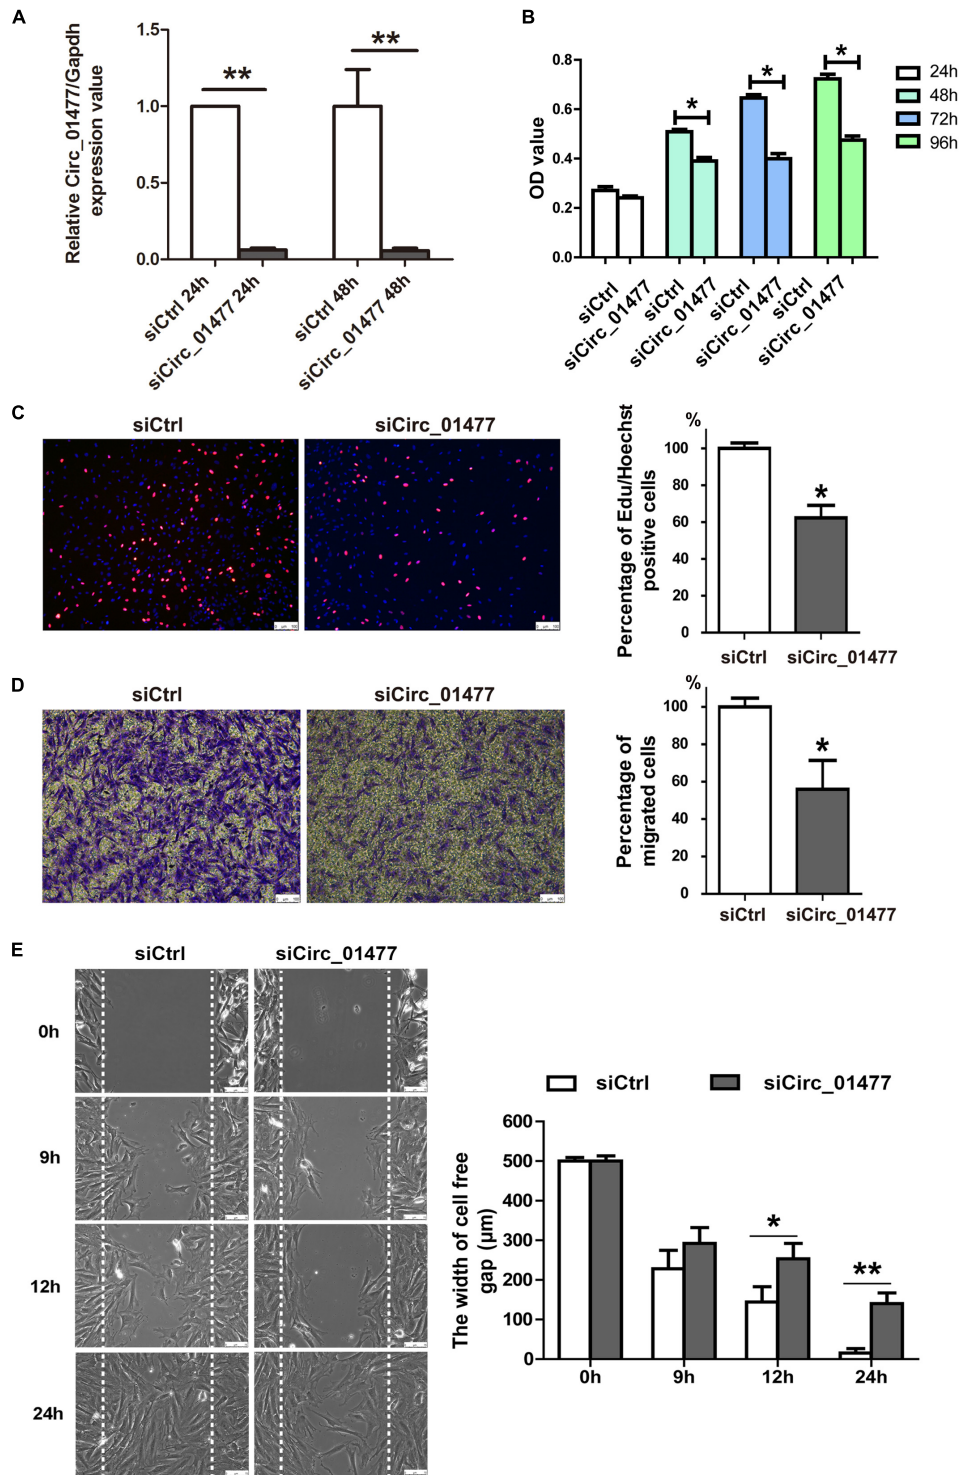 A
Relative Circ_01477/Gapdh
expression value
1.5
1.0
0.5
0.0
**
**
siCtrl 24h
siCirc_01477 24h
siCtrl 48h
siCirc_01477 48h
B
OD value
0.8
0.6
0.4
0.2
0.0
*
*
*
siCtrl
siCirc_01477
siCtrl
siCirc_01477
siCtrl
siCirc_01477
siCtrl
siCirc_01477
24h
48h
72h
96h
C
siCtrl
siCirc_01477
Percentage of Edu/Hoechst
positive cells
%
100
80
60
40
20
0
*
siCtrl
siCirc_01477
D
siCtrl
siCirc_01477
Percentage of
migrated cells
%
100
80
60
40
20
0
*
siCtrl
siCirc_01477
E
siCtrl
siCirc_01477
0h
9h
12h
24h
siCtrl
siCirc_01477
The width of cell free
gap (μm)
600
500
400
300
200
100
0
*
**
0h
9h
12h
24h